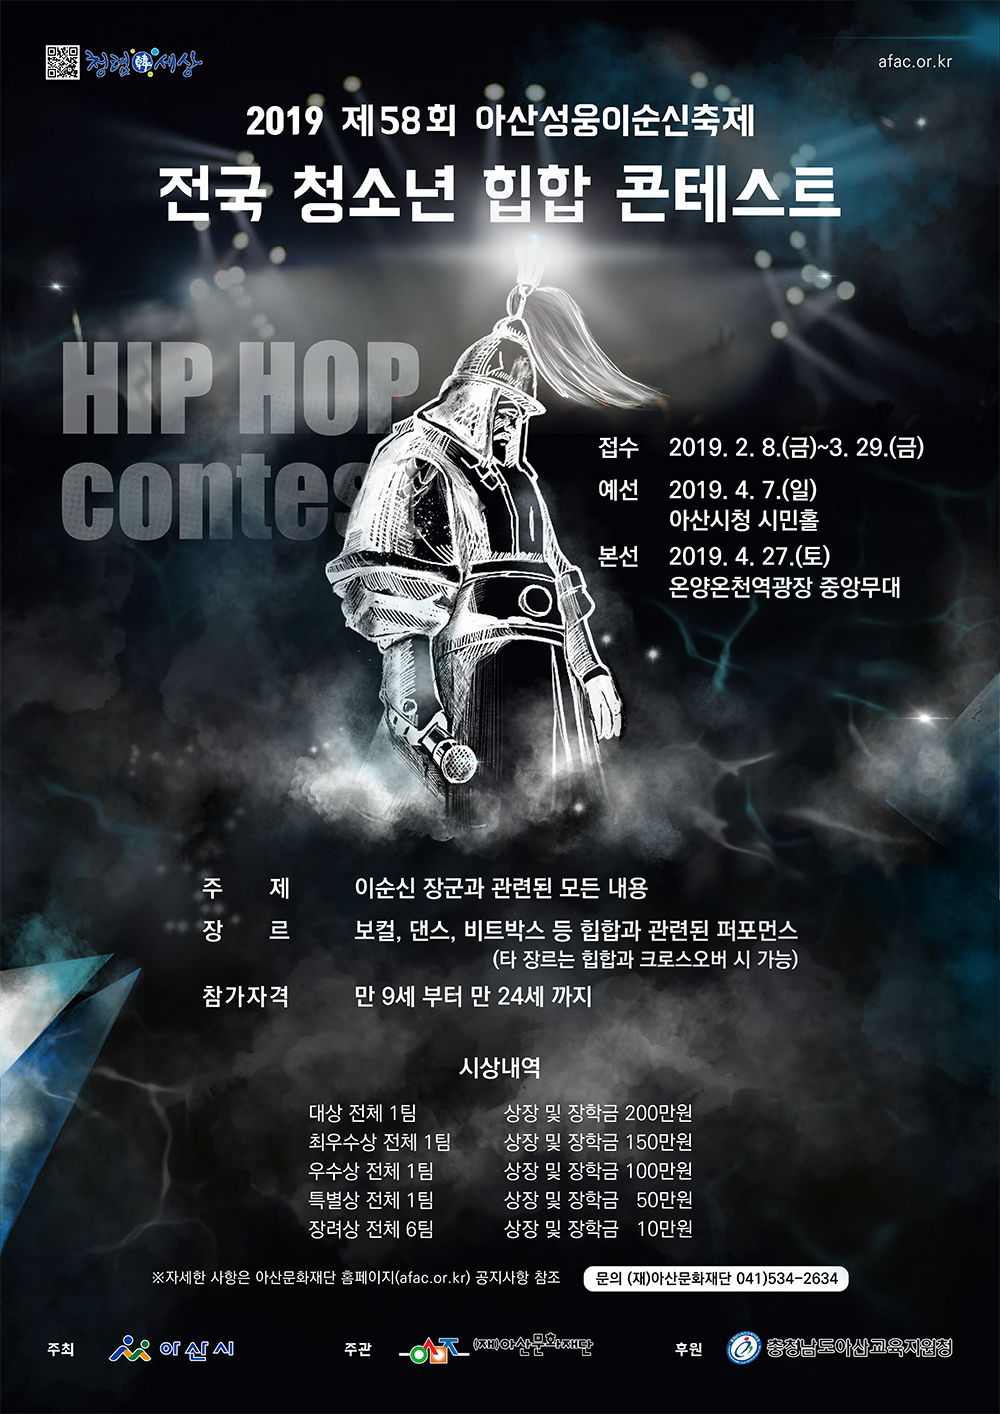 청렴韓세상
afac.or.kr
2019 제58회 아산성웅이순신축제
전국 청소년 힙합 콘테스트
HIP HOP
contes
접수 2019. 2. 8.(금)~3. 29.(금)
예선 2019. 4. 7.(일)
아산시청 시민홀
본선 2019. 4. 27.(토)
온양온천역광장 중앙무대
주 제 이순신 장군과 관련된 모든 내용
장 르 보컬, 댄스, 비트박스 등 힙합과 관련된 퍼포먼스
(타 장르는 힙합과 크로스오버 시 가능)
참가자격 만 9세 부터 만 24세 까지
시상내역
대상 전체 1팀 상장 및 장학금 200만원
최우수상 전체 1팀 상장 및 장학금 150만원
우수상 전체 1팀 상장 및 장학금 100만원
특별상 전체 1팀 상장 및 장학금 50만원
장려상 전체 6팀 상장 및 장학금 10만원
※자세한 사항은 아산문화재단 홈페이지(afac.or.kr) 공지사항 참조 문의 (재)아산문화재단 041)534-2634
주최 아산시 주관 (재)아산문화재단 후원 충청남도아산교육지원청